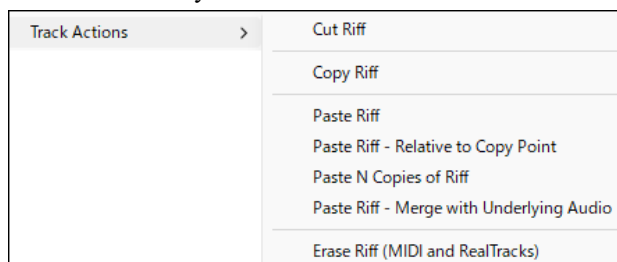 Track Actions >
Cut Riff
Copy Riff
Paste Riff
Paste Riff - Relative to Copy Point
Paste N Copies of Riff
Paste Riff - Merge with Underlying Audio
Erase Riff (MIDI and RealTracks)